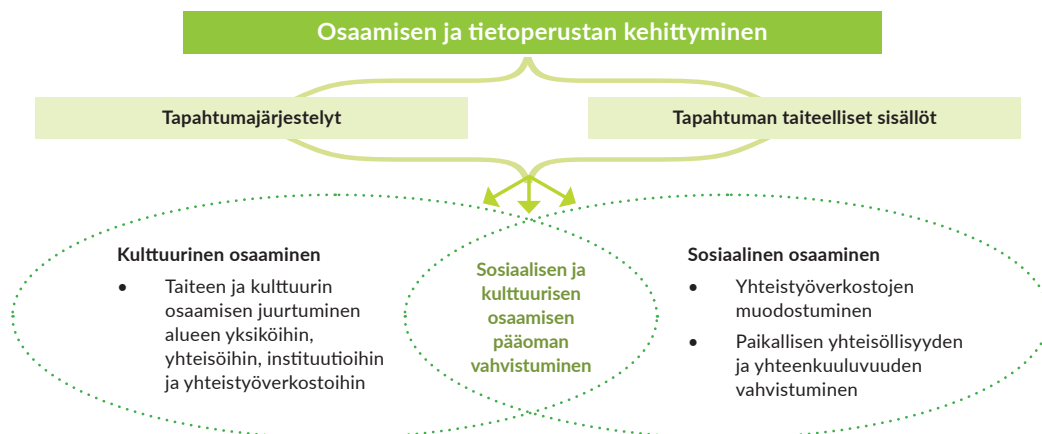 Osaamisen ja tietoperustan kehittyminen
Tapahtumajärjestelyt
Tapahtuman taiteelliset sisällöt
Kulttuurinen osaaminen
• Taiteen ja kulttuurin
osaamisen juurtuminen
alueen yksiköihin,
yhteisöihin, instituutioihin
ja yhteistyöverkostoihin
Sosiaalisen ja
kulttuurisen
osaamisen
pääoman
vahvistuminen
Sosiaalinen osaaminen
• Yhteistyöverkostojen
muodostuminen
• Paikallisen yhteisöllisyyden
ja yhteenkuuluvuuden
vahvistuminen